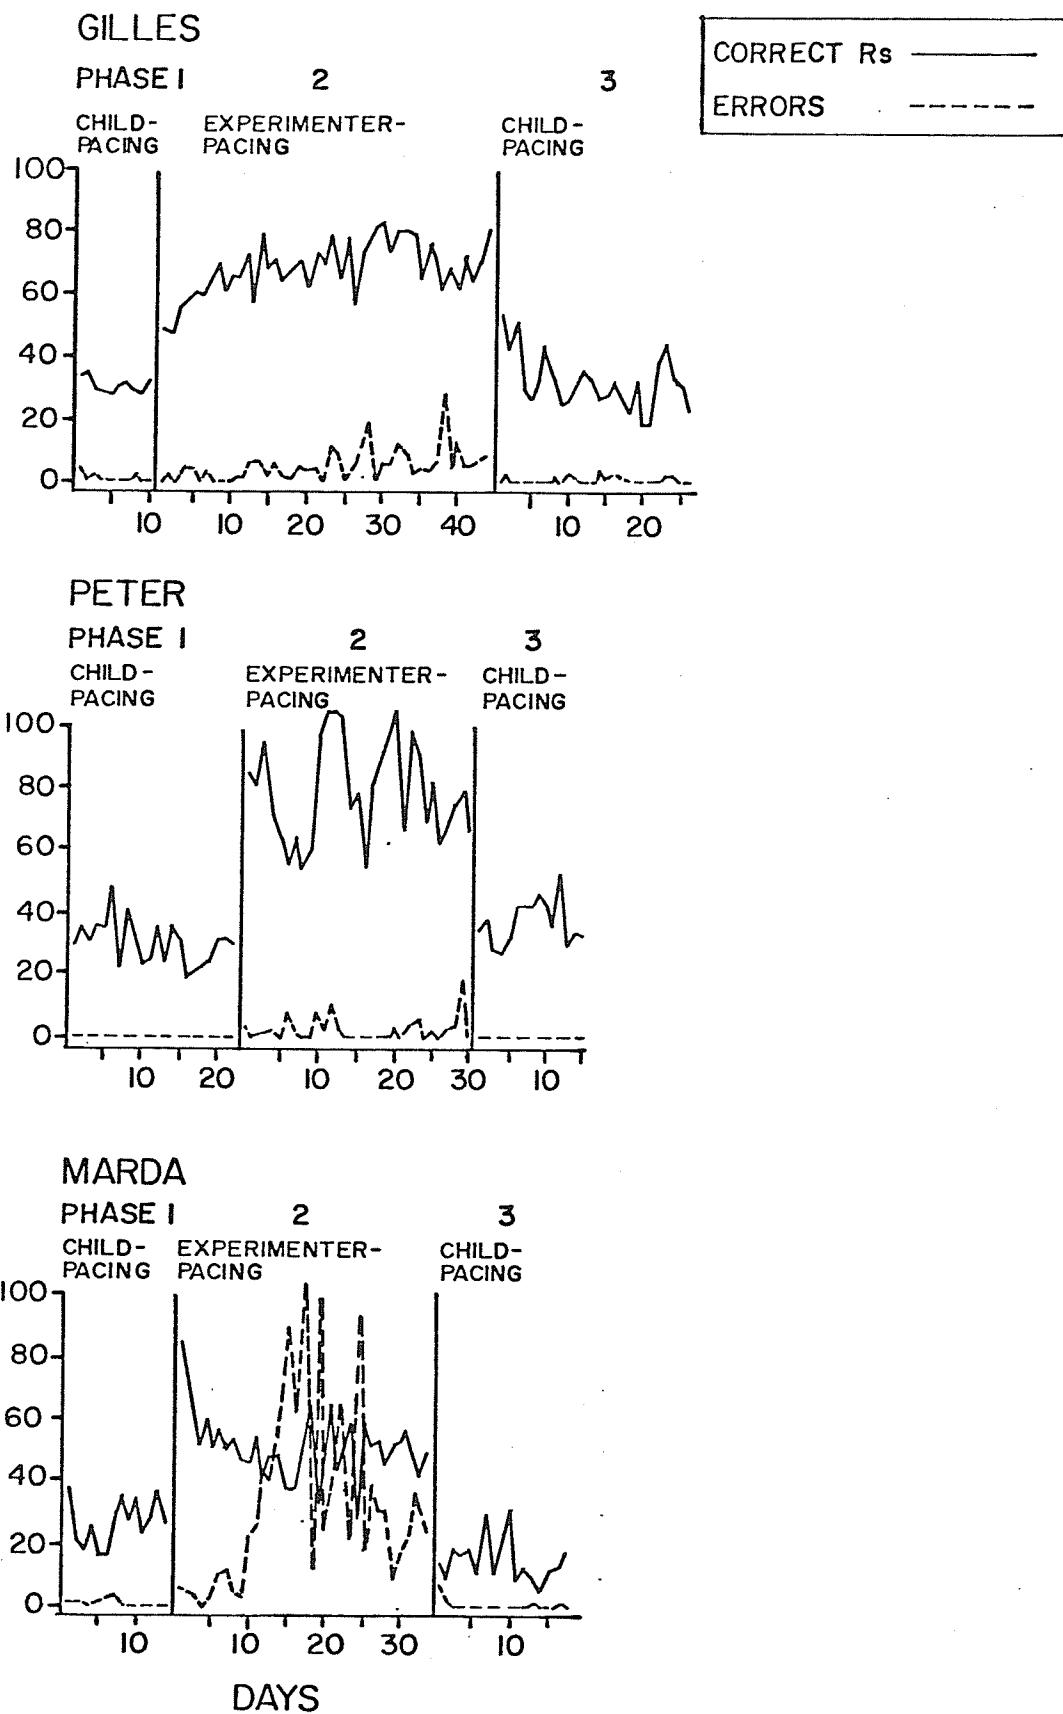 GILLES
PHASE 1 2 3
CHILD- EXPERIMENTER- CHILD-
PACING PACING PACING
CORRECT Rs
ERRORS
100
80
60
40
20
0
10 10 20 30 40 10 20
PETER
PHASE 1 2 3
CHILD- EXPERIMENTER- CHILD-
PACING PACING PACING
100
80
60
40
20
0
10 20 10 20 30 10
MARDA
PHASE 1 2 3
CHILD- EXPERIMENTER- CHILD-
PACING PACING PACING
100
80
60
40
20
0
10 10 20 30 10
DAYS